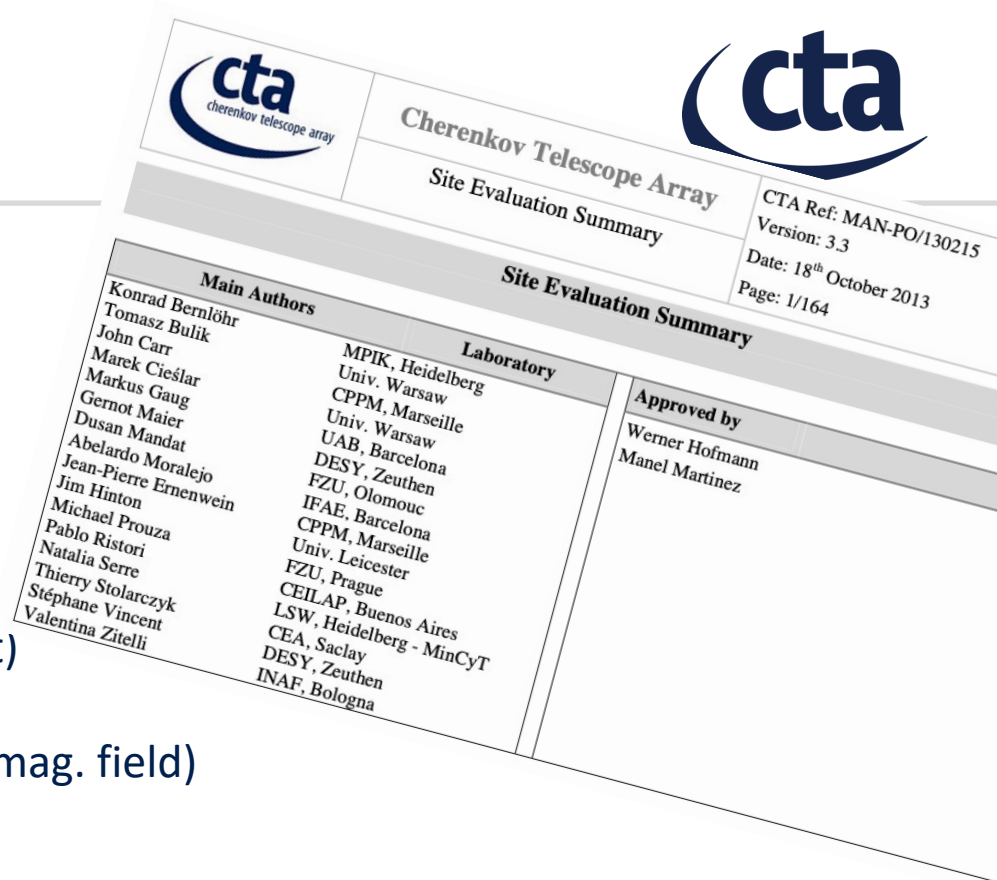 cta
cta
cherenkov telescope array
Cherenkov Telescope Array
Site Evaluation Summary
CTA Ref: MAN-PO/130215
Version: 3.3
Date: 18th October 2013
Page: 1/164
Site Evaluation Summary
Main Authors Laboratory
Konrad Bernlöhr MPIK, Heidelberg
Tomasz Bulik Univ. Warsaw
John Carr CPPM, Marseille
Marek Cieślar Univ. Warsaw
Markus Gaug UAB, Barcelona
Gernot Maier DESY, Zeuthen
Dusan Mandat FZU, Olomouc
Abelardo Moralejo IFAE, Barcelona
Jean-Pierre Ernenwein CPPM, Marseille
Jim Hinton Univ. Leicester
Michael Prouza FZU, Prague
Pablo Ristori CEILAP, Buenos Aires
Natalia Serre LSW, Heidelberg - MinCyT
Thierry Stolarczyk CEA, Saclay
Stéphane Vincent DESY, Zeuthen
Valentina Zitelli INAF, Bologna
Approved by
Werner Hofmann
Manel Martinez
t)
mag. field)